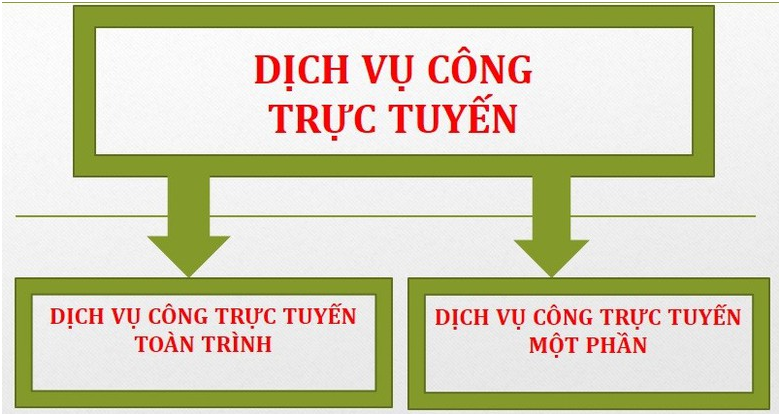 DỊCH VỤ CÔNG
TRỰC TUYẾN
DỊCH VỤ CÔNG TRỰC TUYẾN
TOÀN TRÌNH
DỊCH VỤ CÔNG TRỰC TUYẾN
MỘT PHẦN